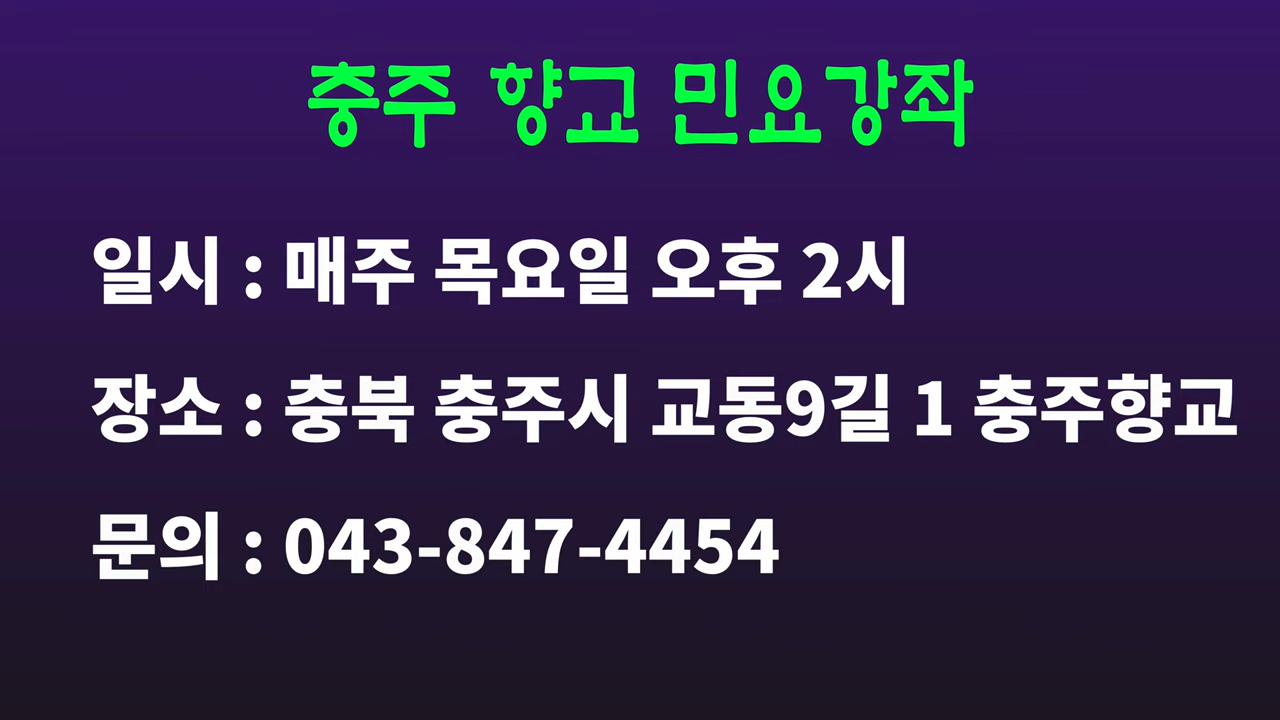 충주 향교 민요강좌
일시 : 매주 목요일 오후 2시
장소 : 충북 충주시 교동9길 1 충주향교
문의 : 043-847-4454